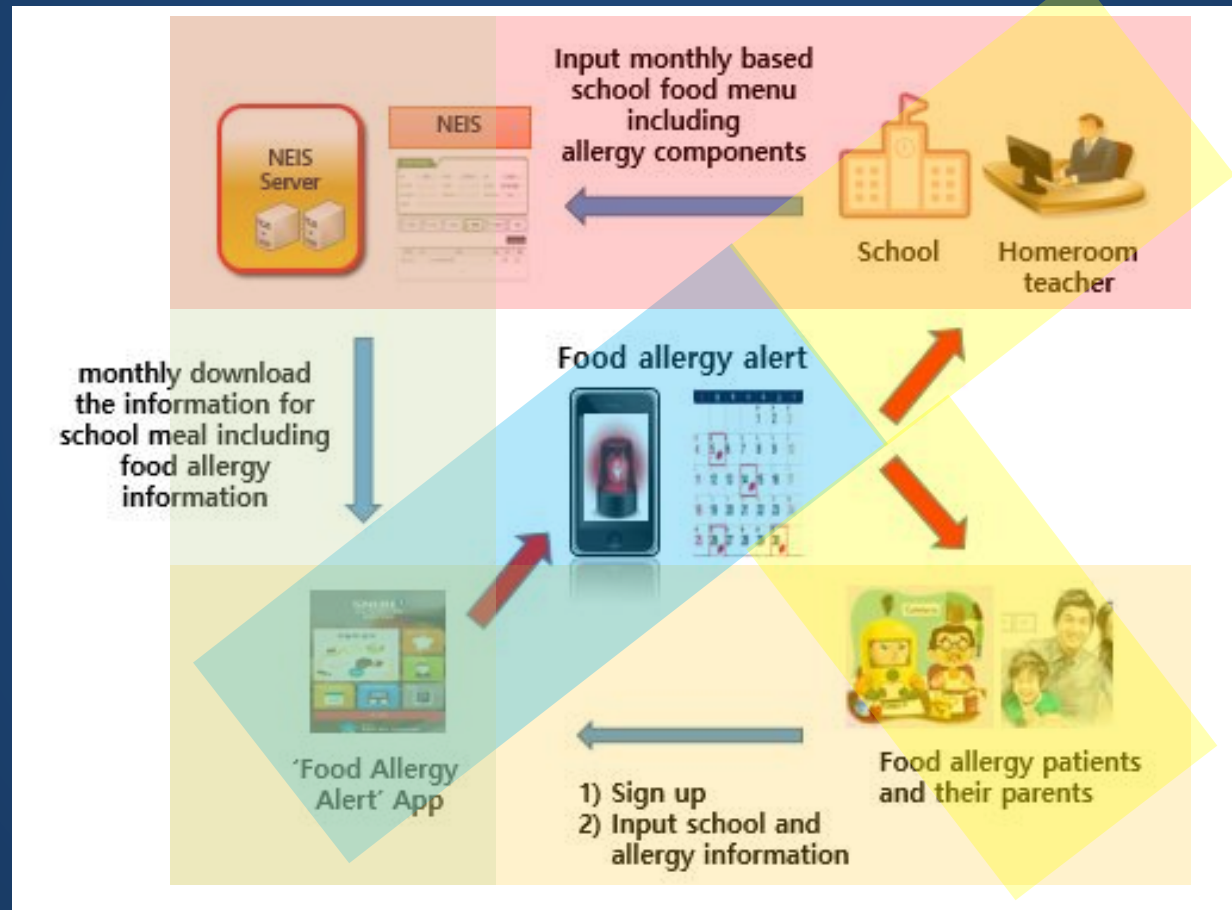 Input monthly based
school food menu
including
allergy components
NEIS
Server
NEIS
School
Homeroom
teacher
monthly download
the information for
school meal including
food allergy
information
Food allergy alert
'Food Allergy
Alert' App
1) Sign up
2) Input school and
allergy information
Food allergy patients
and their parents